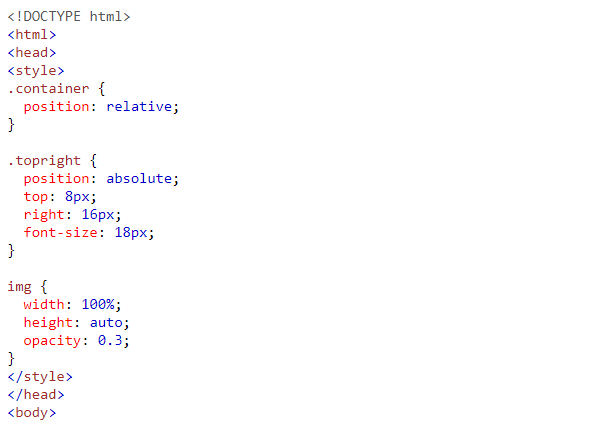 <!DOCTYPE html>
<html>
<head>
<style>
.container {
  position: relative;
}

.topright {
  position: absolute;
  top: 8px;
  right: 16px;
  font-size: 18px;
}

img {
  width: 100%;
  height: auto;
  opacity: 0.3;
}
</style>
</head>
<body>